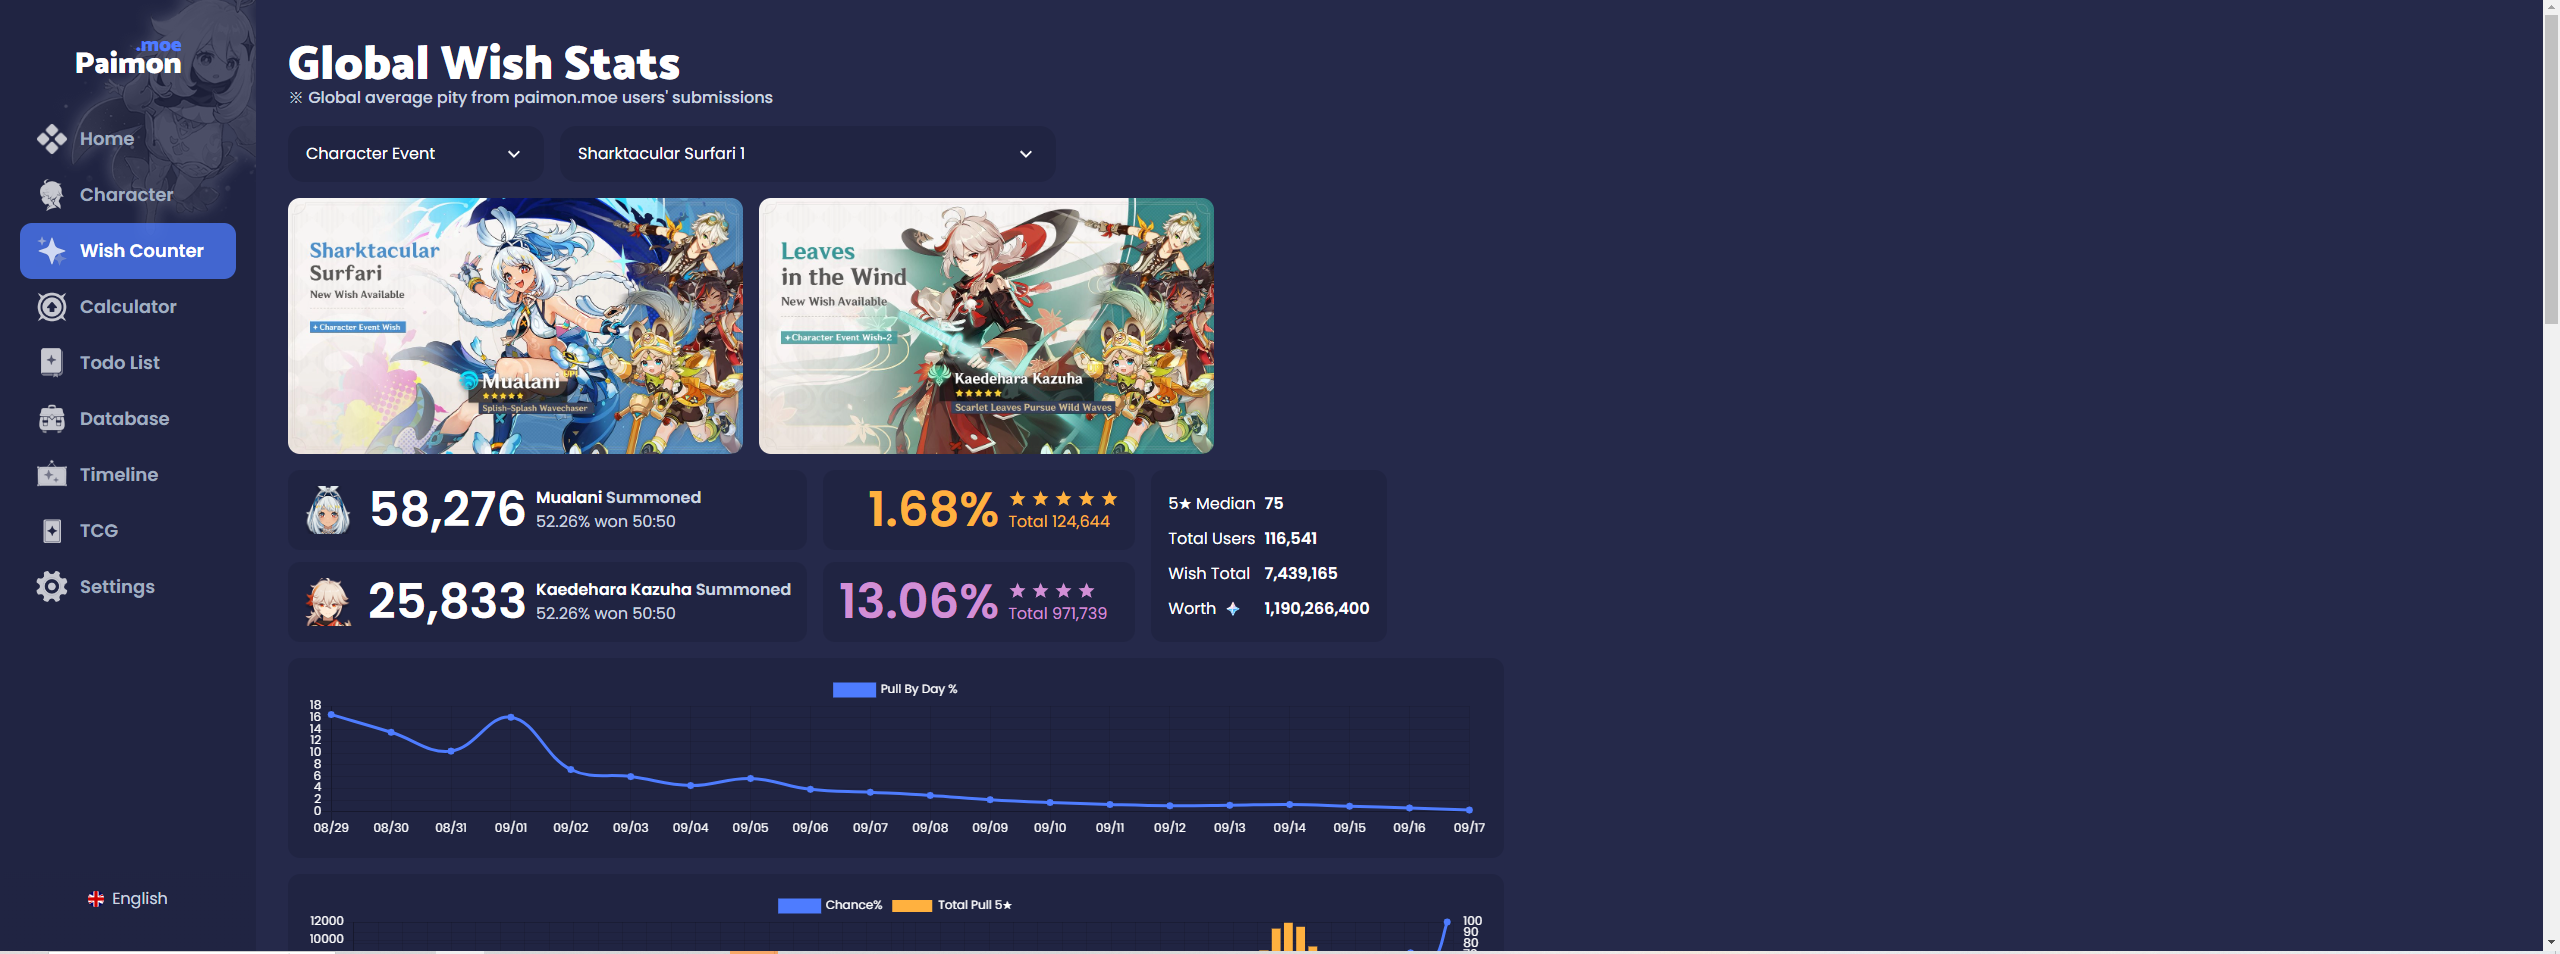 .moe
Paimon
Home
Character
Wish Counter
Calculator
Todo List
Database
Timeline
TCG
Settings
English
Global Wish Stats
※ Global average pity from paimon.moe users' submissions
Character Event
Sharktacular Surfari 1
Sharktacular
Surfari
New Wish Available
+ Character Event Wish
Mualani
★★★★★
Splish-Splash Wavechaser
Leaves
in the Wind
New Wish Available
+Character Event Wish-2
Kaedehara Kazuha
★★★★★
Scarlet Leaves Pursue Wild Waves
58,276 Mualani Summoned
52.26% won 50:50
25,833 Kaedehara Kazuha Summoned
52.26% won 50:50
1.68% ★★★★★
Total 124,644
13.06% ★★★★
Total 971,739
5★ Median 75
Total Users 116,541
Wish Total 7,439,165
Worth 1,190,266,400
Pull By Day %
18
16
14
12
10
8
6
4
2
0
08/29 08/30 08/31 09/01 09/02 09/03 09/04 09/05 09/06 09/07 09/08 09/09 09/10 09/11 09/12 09/13 09/14 09/15 09/16 09/17
Chance% Total Pull 5★
12000
10000
100
90
80